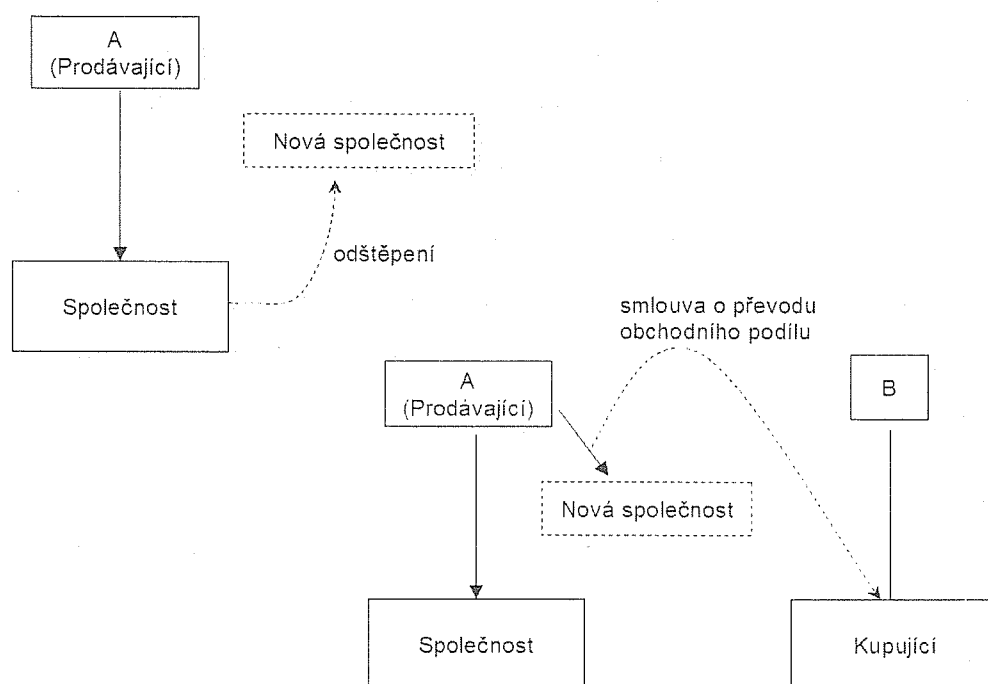 A
(Prodávající)
Nová společnost
odštěpení
Společnost
smlouva o převodu
obchodního podílu
A
(Prodávající)
B
Nová společnost
Společnost
Kupující